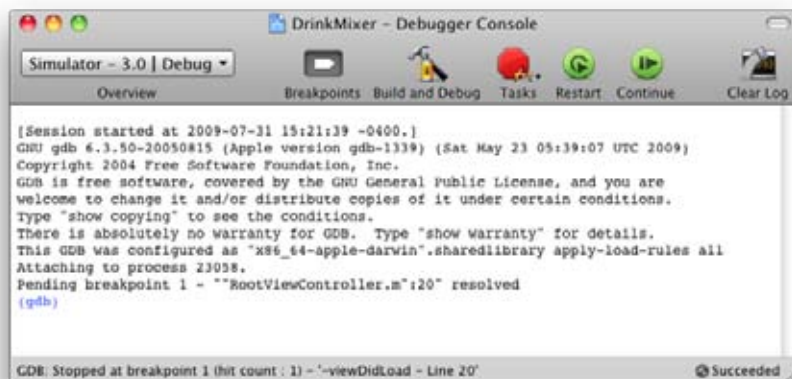 DrinkMixer - Debugger Console
Simulator - 3.0 | Debug
Overview
Breakpoints
Build and Debug
Tasks
Restart
Continue
Clear Log
[Session started at 2009-07-31 15:21:39 -0400.]
GNU gdb 6.3.50-20050815 (Apple version gdb-1339) (Sat May 23 05:39:07 UTC 2009)
Copyright 2004 Free Software Foundation, Inc.
GDB is free software, covered by the GNU General Public License, and you are
welcome to change it and/or distribute copies of it under certain conditions.
Type "show copying" to see the conditions.
There is absolutely no warranty for GDB.  Type "show warranty" for details.
This GDB was configured as "x86_64-apple-darwin".sharedlibrary apply-load-rules all
Attaching to process 23058.
Pending breakpoint 1 - ""RootViewController.m":20" resolved
(gdb)
GDB: Stopped at breakpoint 1 (hit count : 1) - '-viewDidLoad - Line 20'
Succeeded